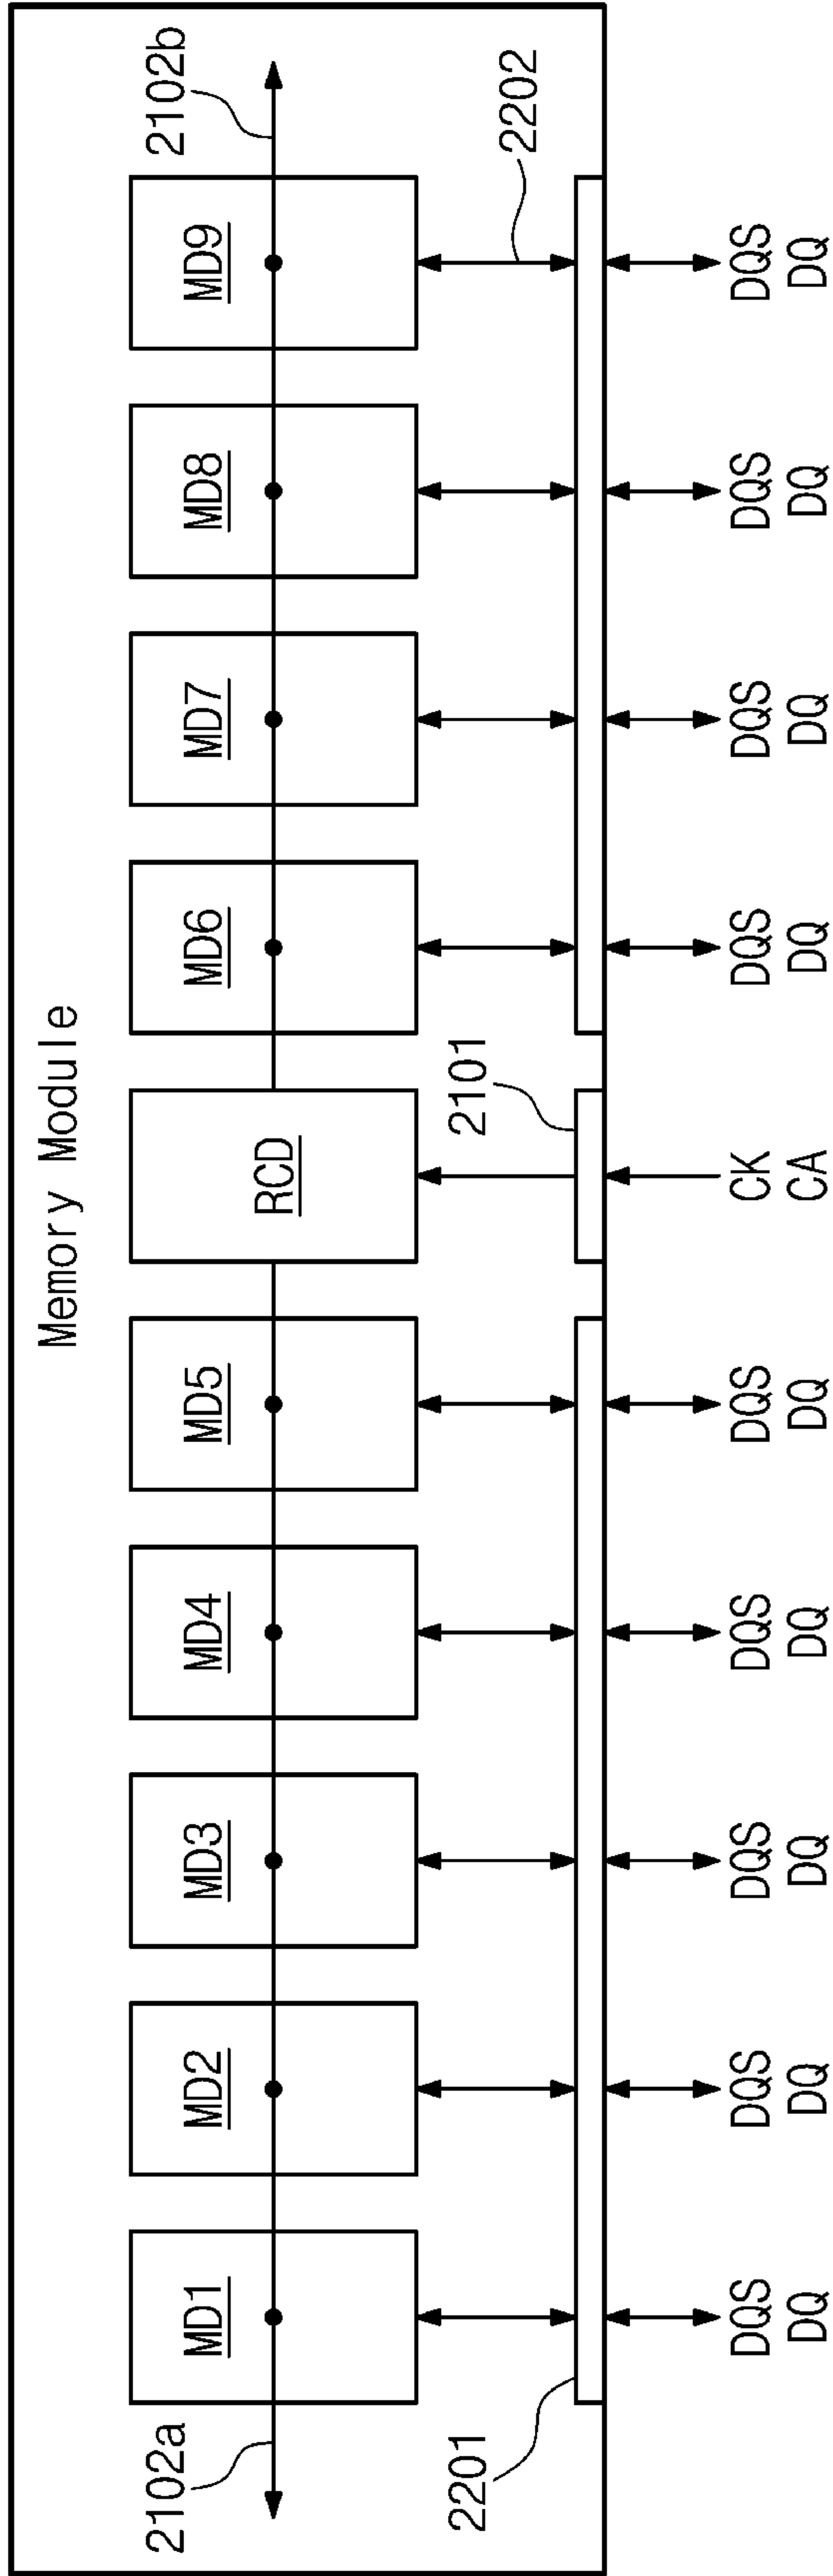 Memory Module
2102a
2102b
MD1
MD2
MD3
MD4
MD5
RCD
MD6
MD7
MD8
MD9
2201
2101
2202
DQS
DQ
DQS
DQ
DQS
DQ
DQS
DQ
DQS
DQ
CK
CA
DQS
DQ
DQS
DQ
DQS
DQ
DQS
DQ